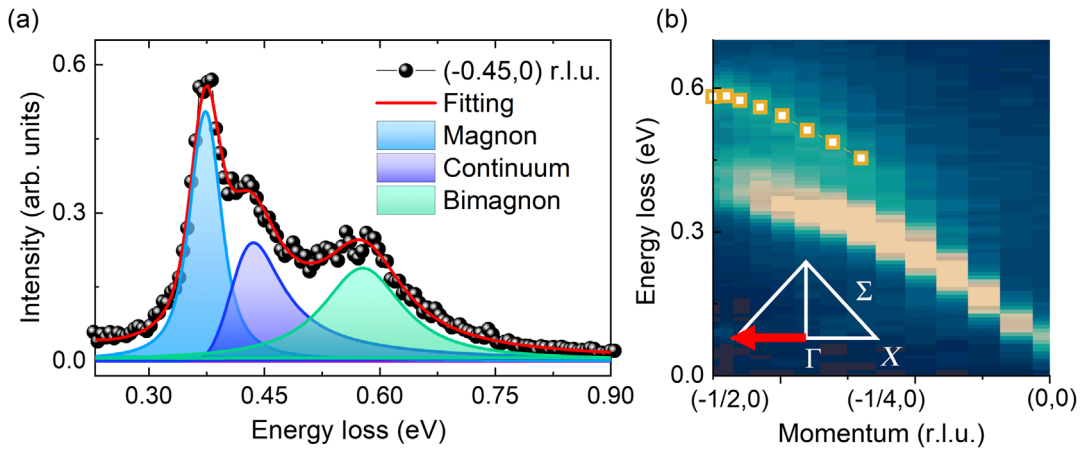 (a)
Intensity (arb. units)
0.6
0.3
0.0
(-0.45,0) r.l.u.
Fitting
Magnon
Continuum
Bimagnon
0.30 0.45 0.60 0.75 0.90
Energy loss (eV)
(b)
Energy loss (eV)
0.6
0.3
0.0
Σ
Γ
X
(-1/2,0) (-1/4,0) (0,0)
Momentum (r.l.u.)